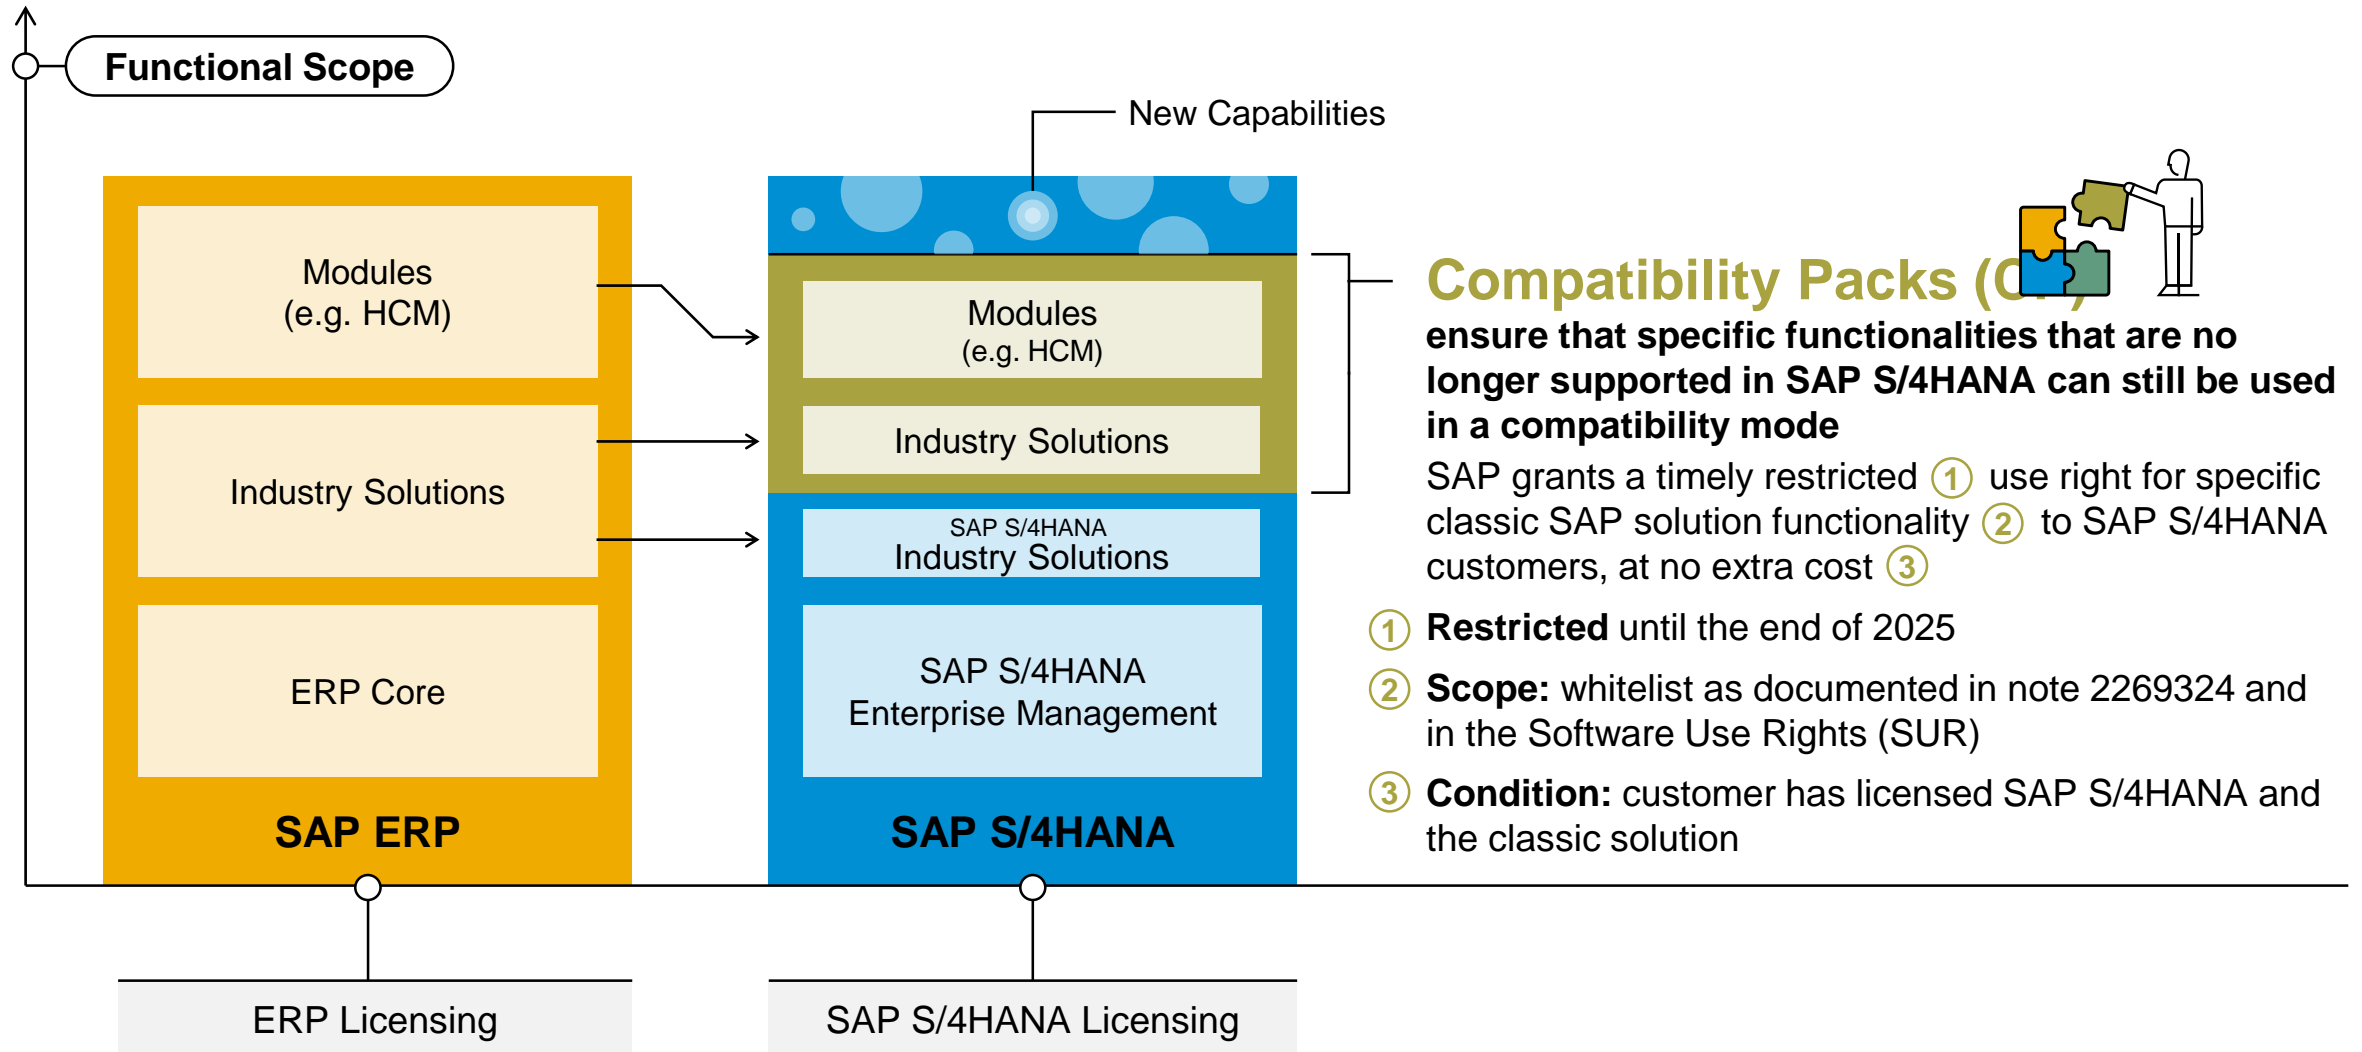 Functional Scope
New Capabilities
Modules
(e.g. HCM)
Industry Solutions
ERP Core
SAP ERP
Modules
(e.g. HCM)
Industry Solutions
SAP S/4HANA
Industry Solutions
SAP S/4HANA
Enterprise Management
SAP S/4HANA
Compatibility Packs
ensure that specific functionalities that are no
longer supported in SAP S/4HANA can still be used
in a compatibility mode
SAP grants a timely restricted 1 use right for specific
classic SAP solution functionality 2 to SAP S/4HANA
customers, at no extra cost 3
1 Restricted until the end of 2025
2 Scope: whitelist as documented in note 2269324 and
in the Software Use Rights (SUR)
3 Condition: customer has licensed SAP S/4HANA and
the classic solution
ERP Licensing
SAP S/4HANA Licensing